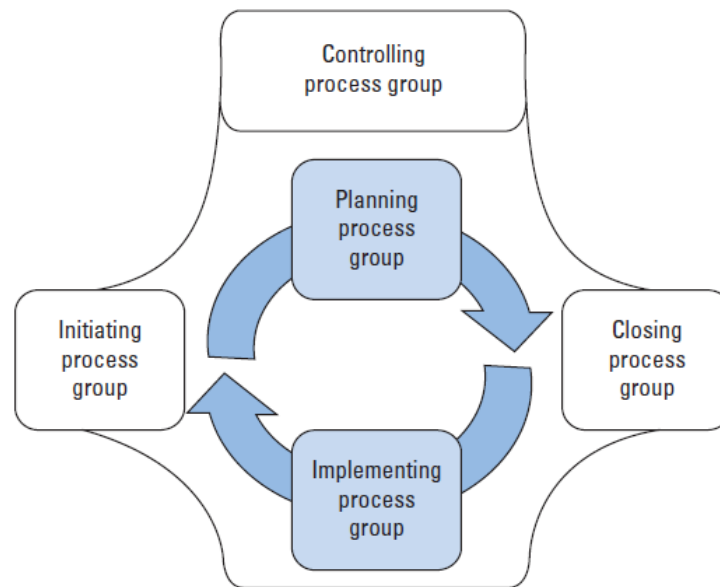 Controlling
process group
Planning
process
group
Initiating
process
group
Closing
process
group
Implementing
process
group